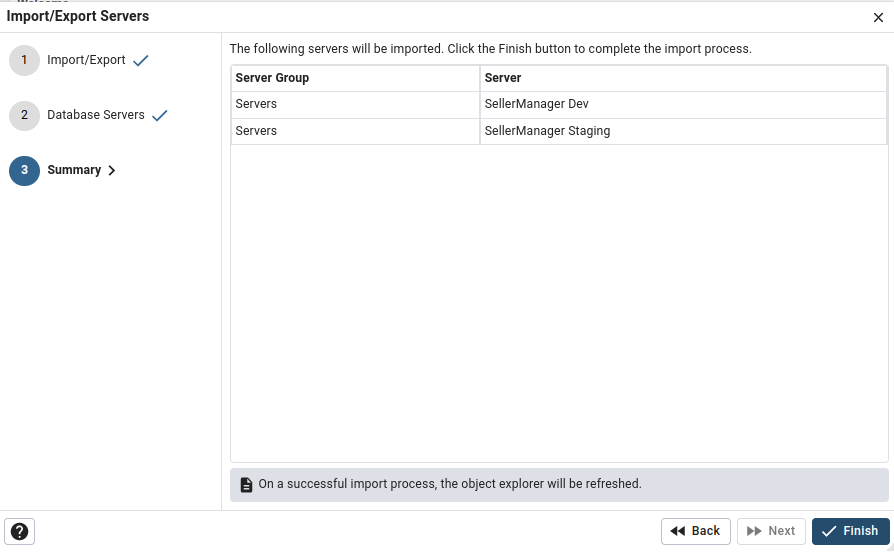 Import/Export Servers
1 Import/Export
2 Database Servers
3 Summary
The following servers will be imported. Click the Finish button to complete the import process.
Server Group Server
Servers SellerManager Dev
Servers SellerManager Staging
On a successful import process, the object explorer will be refreshed.
? Back Next Finish